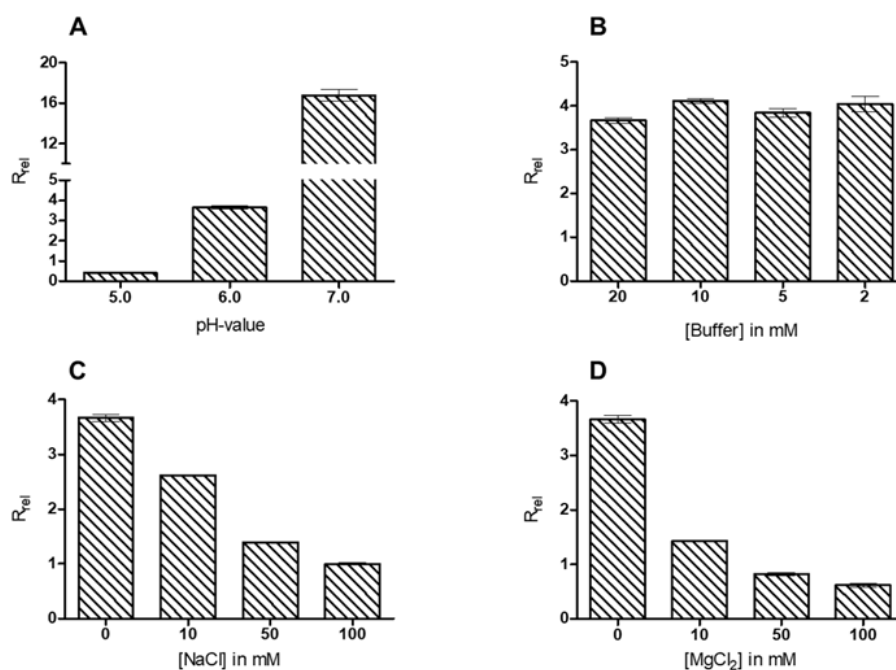 A
R_rel
20
16
12
5
4
3
2
1
0
5.0 6.0 7.0
pH-value
B
R_rel
5
4
3
2
1
0
20 10 5 2
[Buffer] in mM
C
R_rel
4
3
2
1
0
0 10 50 100
[NaCl] in mM
D
R_rel
4
3
2
1
0
0 10 50 100
[MgCl₂] in mM